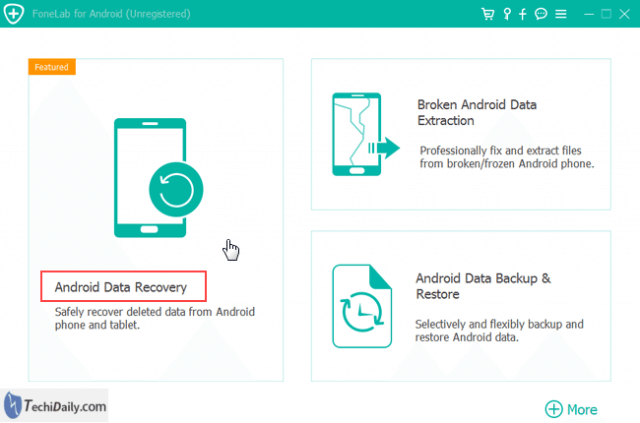 FoneLab for Android (Unregistered)
Featured
Android Data Recovery
Safely recover deleted data from Android
phone and tablet.
Broken Android Data
Extraction
Professionally fix and extract files
from broken/frozen Android phone.
Android Data Backup &
Restore
Selectively and flexibly backup and
restore Android data.
TechiDaily.com
More